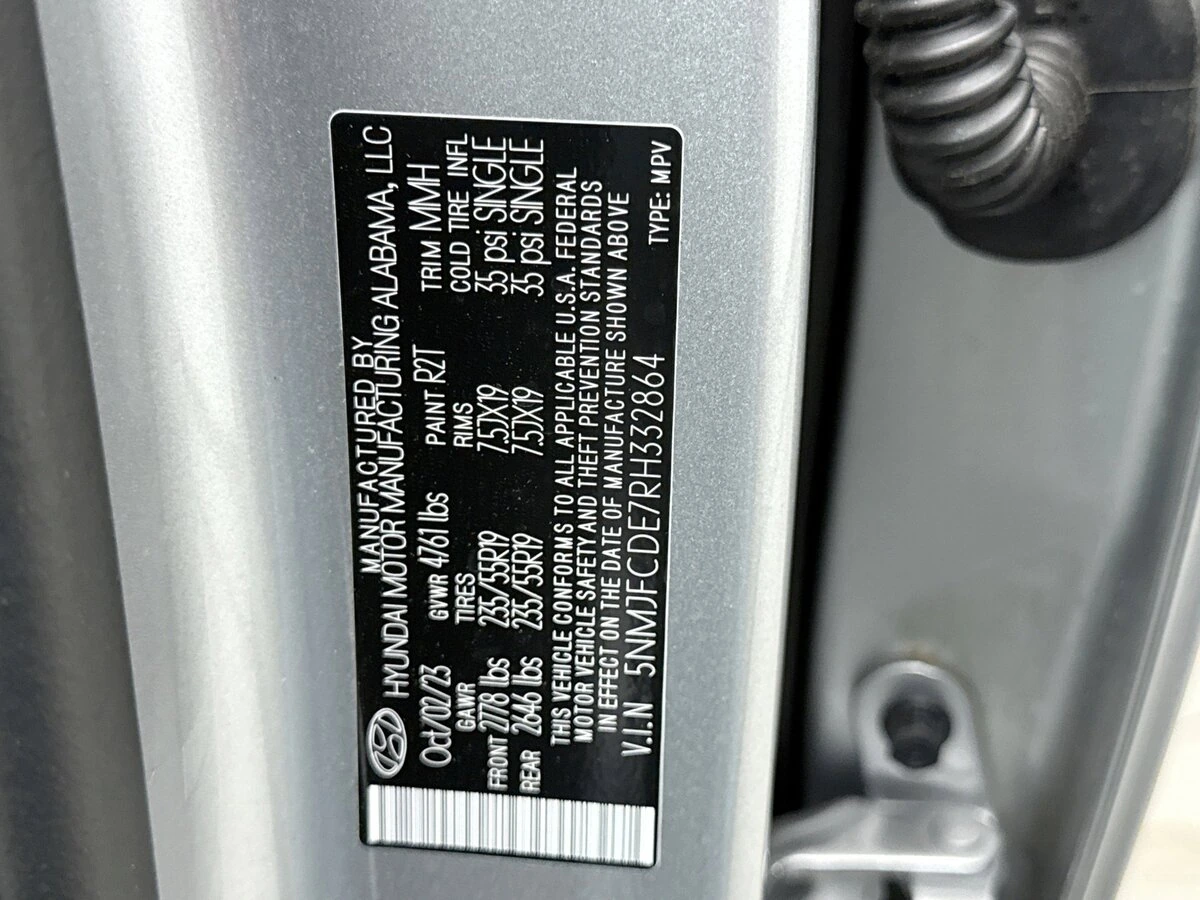 MANUFACTURED BY
HYUNDAI MOTOR MANUFACTURING ALABAMA, LLC
Oct/02/23 GVWR 4761 lbs PAINT R2T TRIM MMH
GAWR TIRES RIMS COLD TIRE INFL
FRONT 2778 lbs 235/55R19 7.5JX19 35 psi SINGLE
REAR 2646 lbs 235/55R19 7.5JX19 35 psi SINGLE
THIS VEHICLE CONFORMS TO ALL APPLICABLE U.S.A. FEDERAL
MOTOR VEHICLE SAFETY AND THEFT PREVENTION STANDARDS
IN EFFECT ON THE DATE OF MANUFACTURE SHOWN ABOVE
V.I.N 5NMJFCDE7RH332864 TYPE: MPV